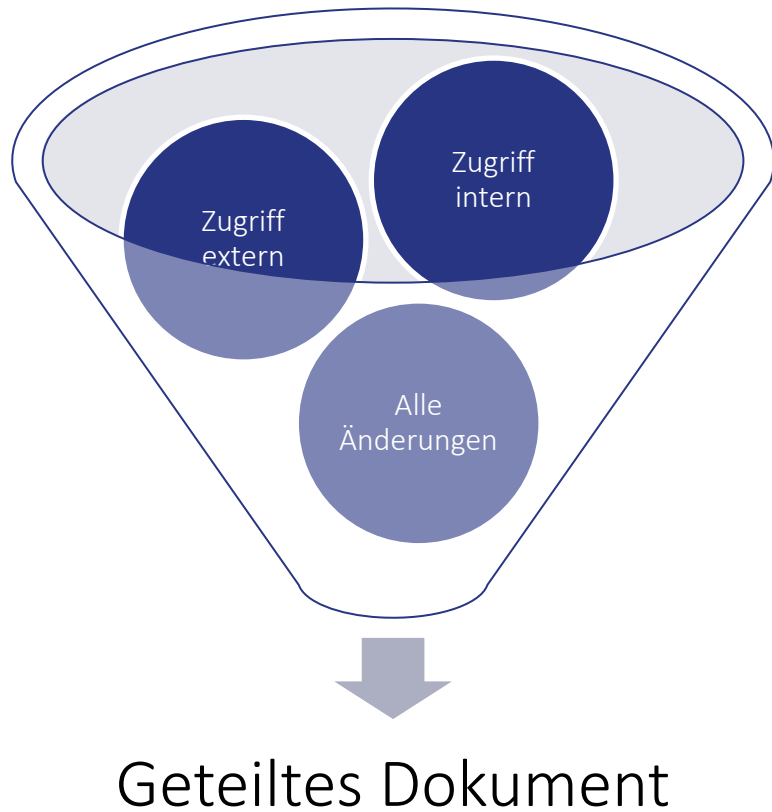 Zugriff
intern
Zugriff
extern
Alle
Änderungen
Geteiltes Dokument